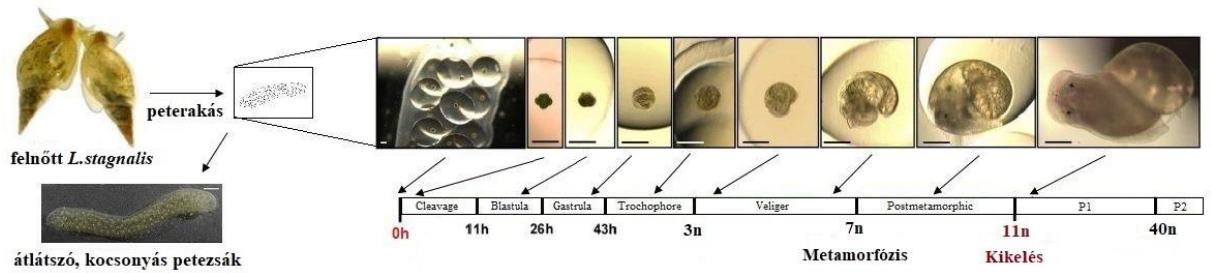 peterakás
felnőtt L.stagnalis
átlátszó, kocsonyás petezsák
Cleavage Blastula Gastrula Trochophore Veliger Postmetamorphic P1 P2
0h 11h 26h 43h 3n 7n 11n 40n
Metamorfózis Kikelés